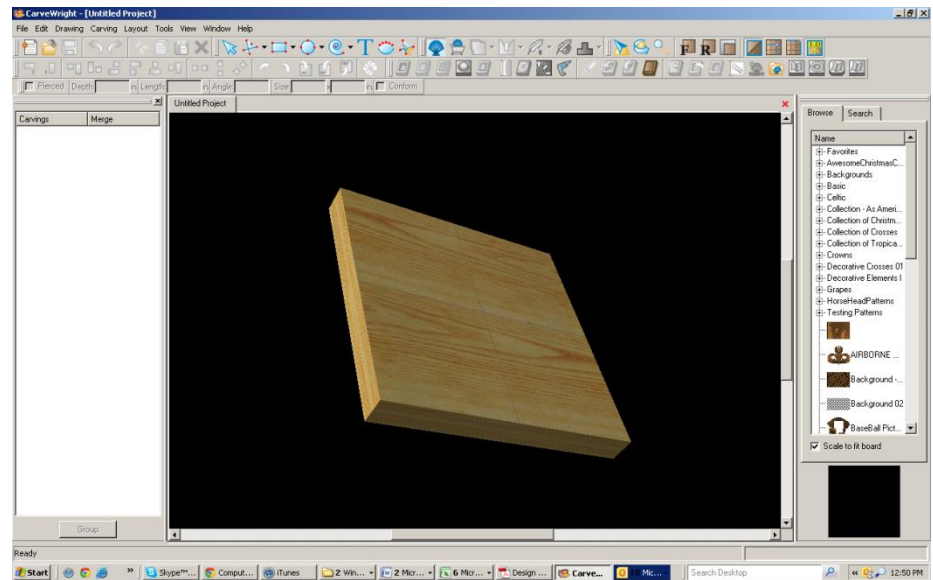 CarveWright - [Untitled Project]
File Edit Drawing Carving Layout Tools View Window Help
T F R
Pierced Depth: in Length: in Angle: Size: x in Conform
Untitled Project
Carvings Merge
Group
Browse Search
Name
Favorites
AwesomeChristmasC...
Backgrounds
Basic
Celtic
Collection - As Ameri...
Collection of Christm...
Collection of Crosses
Collection of Tropica...
Crowns
Decorative Crosses 01
Decorative Elements I
Grapes
HorseHeadPatterns
Testing Patterns
AIRBORNE ...
Background -...
Background 02
BaseBall Pict...
Scale to fit board
Ready
Start » Skype™... Comput... iTunes 2 Win... 2 Micr... 6 Micr... Design ... Carve... Mic... Search Desktop « 12:50 PM